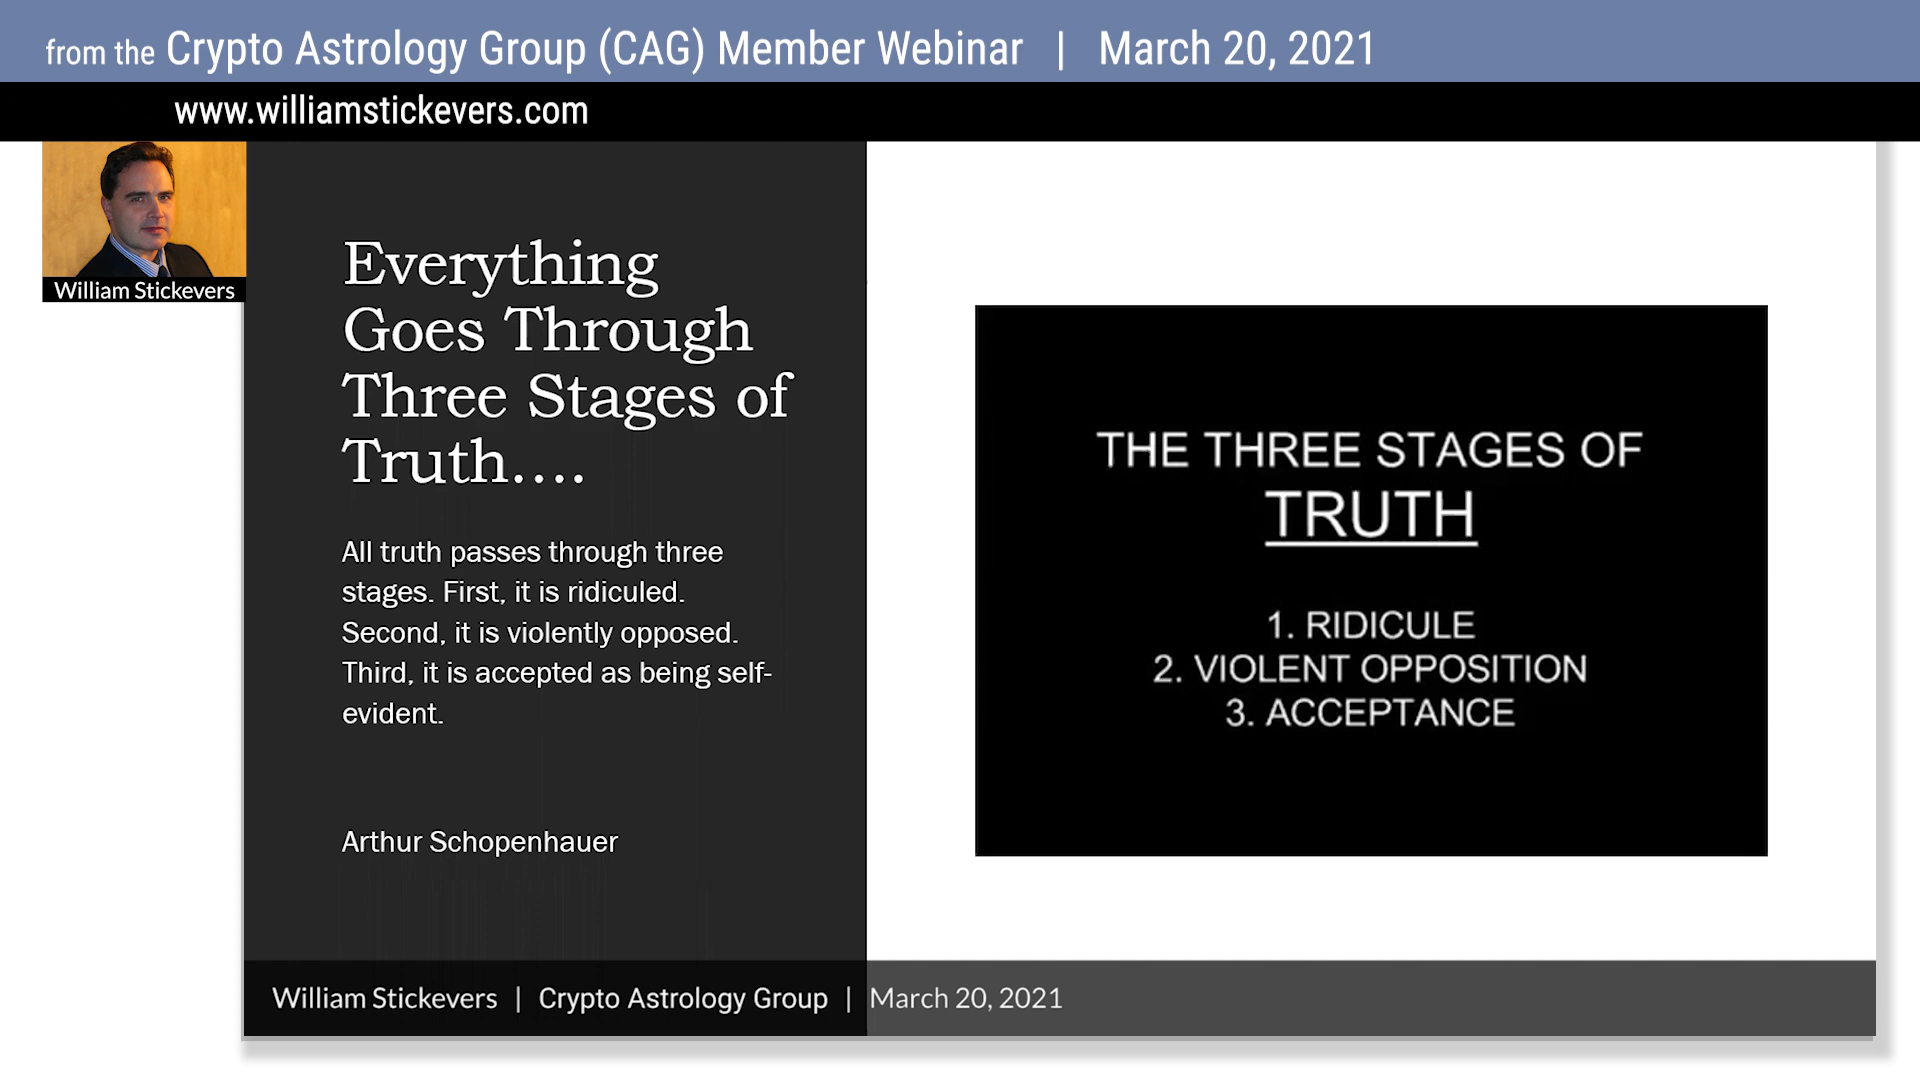 from the Crypto Astrology Group (CAG) Member Webinar | March 20, 2021
www.williamstickevers.com
William Stickevers
Everything
Goes Through
Three Stages of
Truth....
All truth passes through three
stages. First, it is ridiculed.
Second, it is violently opposed.
Third, it is accepted as being self-
evident.
Arthur Schopenhauer
THE THREE STAGES OF
TRUTH
1. RIDICULE
2. VIOLENT OPPOSITION
3. ACCEPTANCE
William Stickevers | Crypto Astrology Group | March 20, 2021